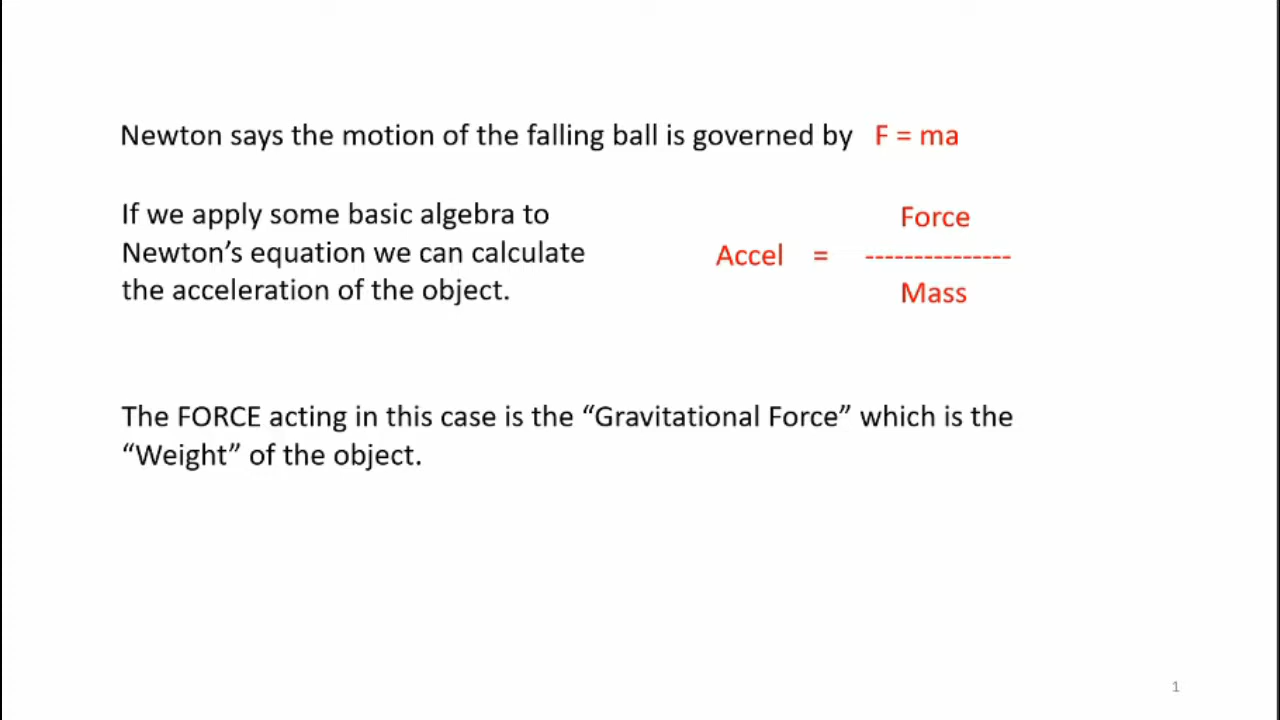 Newton says the motion of the falling ball is governed by F = ma
If we apply some basic algebra to
Newton’s equation we can calculate
the acceleration of the object.
Force
Accel = ---------------
Mass
The FORCE acting in this case is the “Gravitational Force” which is the
“Weight” of the object.
1